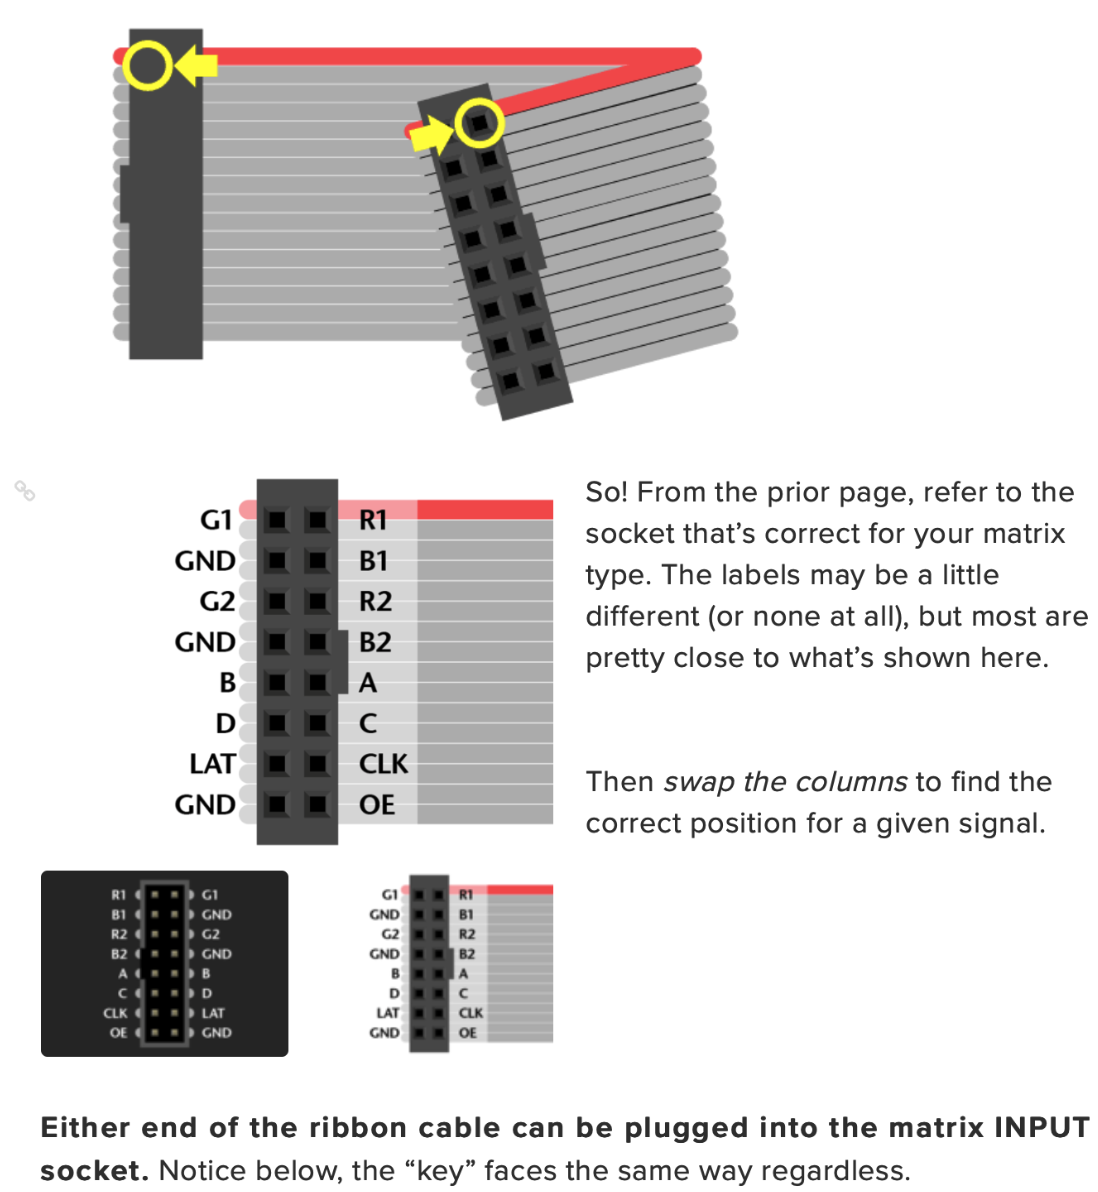 G1 R1
GND B1
G2 R2
GND B2
B A
D C
LAT CLK
GND OE
So! From the prior page, refer to the
socket that’s correct for your matrix
type. The labels may be a little
different (or none at all), but most are
pretty close to what’s shown here.
Then swap the columns to find the
correct position for a given signal.
R1 G1
B1 GND
R2 G2
B2 GND
A B
C D
CLK LAT
OE GND
G1 R1
GND B1
G2 R2
GND B2
B A
D C
LAT CLK
GND OE
Either end of the ribbon cable can be plugged into the matrix INPUT
socket. Notice below, the “key” faces the same way regardless.